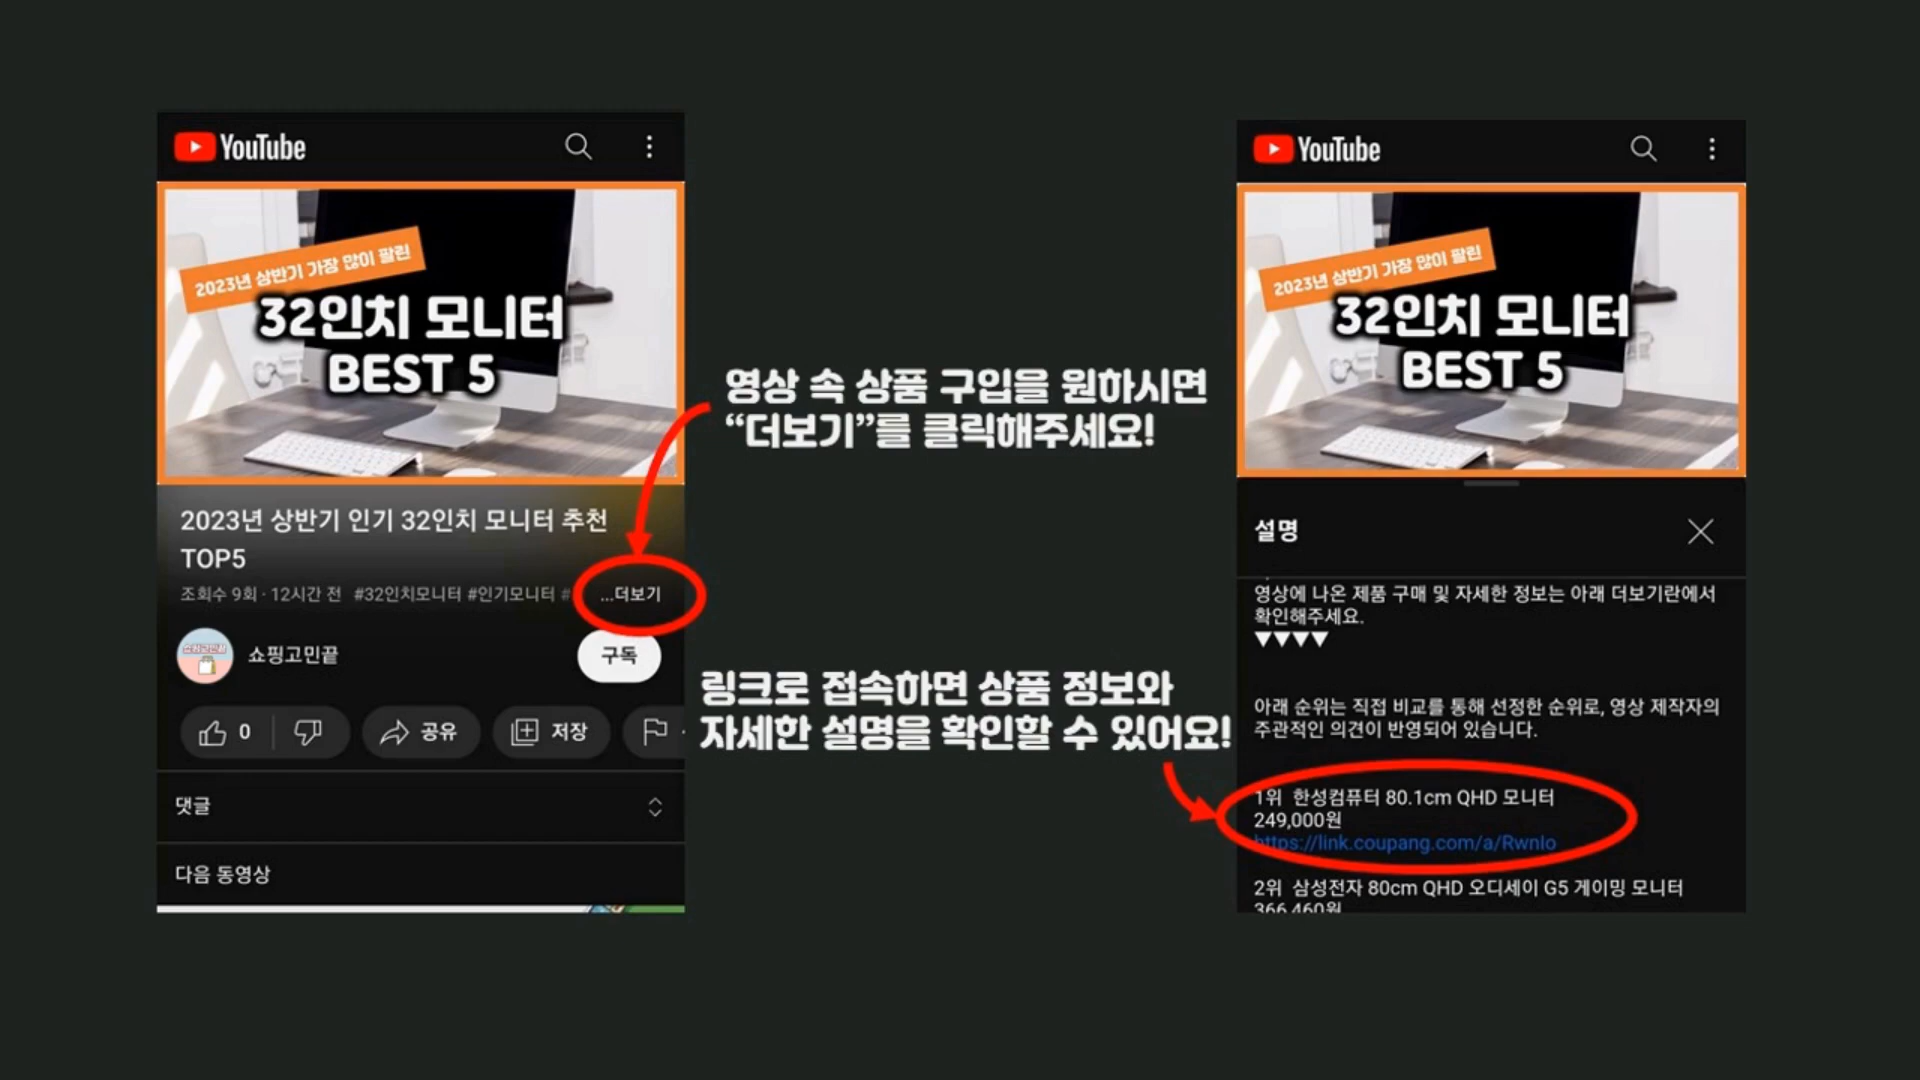 YouTube
2023년 상반기 가장 많이 팔린
32인치 모니터
BEST 5
2023년 상반기 인기 32인치 모니터 추천
TOP5
조회수 9회 · 12시간 전 #32인치모니터 #인기모니터 # ...더보기
쇼핑고민끝
쇼핑고민끝
구독
0
공유
저장
댓글
다음 동영상
영상 속 상품 구입을 원하시면
“더보기”를 클릭해주세요!
링크로 접속하면 상품 정보와
자세한 설명을 확인할 수 있어요!
YouTube
2023년 상반기 가장 많이 팔린
32인치 모니터
BEST 5
설명
영상에 나온 제품 구매 및 자세한 정보는 아래 더보기란에서
확인해주세요.
▼▼▼▼
아래 순위는 직접 비교를 통해 선정한 순위로, 영상 제작자의
주관적인 의견이 반영되어 있습니다.
1위 한성컴퓨터 80.1cm QHD 모니터
249,000원
https://link.coupang.com/a/Rwnlo
2위 삼성전자 80cm QHD 오디세이 G5 게이밍 모니터
366,460원